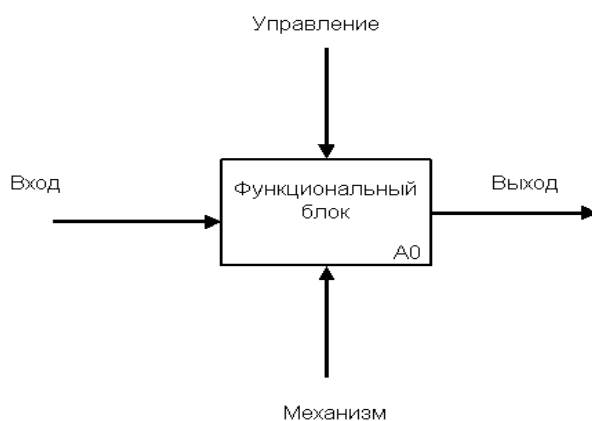 Управление
Вход
Функциональный
блок
Выход
A0
Механизм